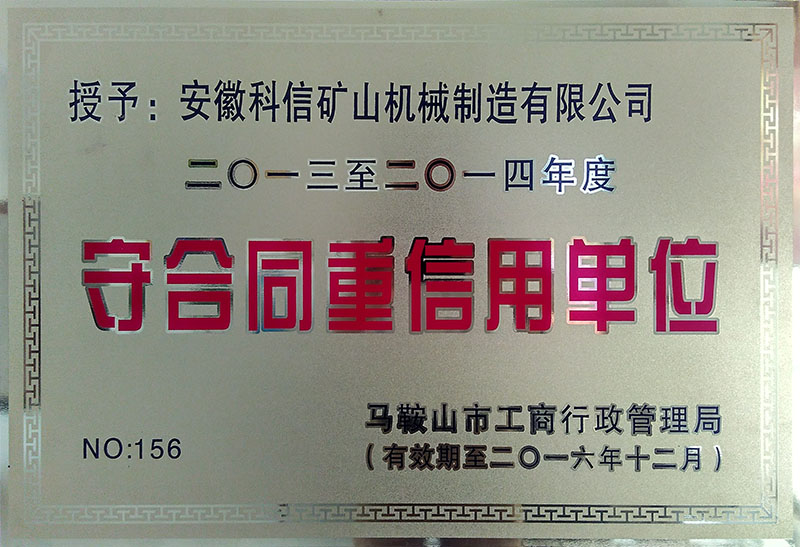 授予：安徽科信矿山机械制造有限公司
二〇一三至二〇一四年度
守合同重信用单位
马鞍山市工商行政管理局
NO:156
（有效期至二〇一六年十二月）